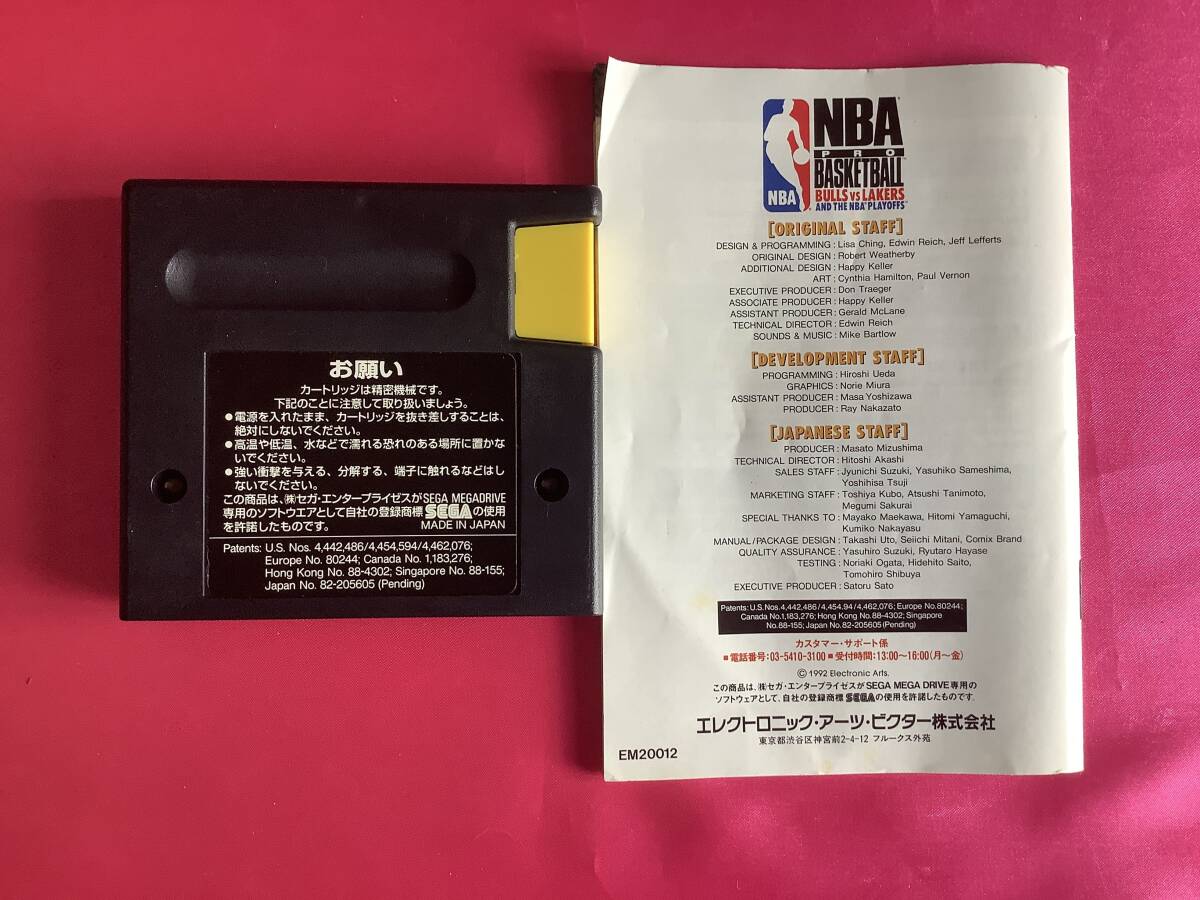 お願い
カートリッジは精密機械です。
下記のことに注意して取り扱いましょう。
●電源を入れたまま、カートリッジを抜き差しすることは、
絶対にしないでください。
●高温や低温、水などで濡れる恐れのある場所に置かな
いでください。
●強い衝撃を与える、分解する、端子に触れるなどはし
ないでください。
この商品は、㈱セガ・エンタープライゼスがSEGA MEGADRIVE
専用のソフトウエアとして自社の登録商標SEGAの使用
を許諾したものです。
MADE IN JAPAN
Patents: U.S. Nos. 4,442,486/4,454,594/4,462,076;
Europe No. 80244; Canada No. 1,183,276;
Hong Kong No. 88-4302; Singapore No. 88-155;
Japan No. 82-205605 (Pending)
NBA
NBA
PRO
BASKETBALL
BULLS vs LAKERS
AND THE NBA PLAYOFFS
[ORIGINAL STAFF]
DESIGN & PROGRAMMING : Lisa Ching, Edwin Reich, Jeff Lefferts
ORIGINAL DESIGN : Robert Weatherby
ADDITIONAL DESIGN : Happy Keller
ART : Cynthia Hamilton, Paul Vernon
EXECUTIVE PRODUCER : Don Traeger
ASSOCIATE PRODUCER : Happy Keller
ASSISTANT PRODUCER : Gerald McLane
TECHNICAL DIRECTOR : Edwin Reich
SOUNDS & MUSIC : Mike Bartlow
[DEVELOPMENT STAFF]
PROGRAMMING : Hiroshi Ueda
GRAPHICS : Norie Miura
ASSISTANT PRODUCER : Masa Yoshizawa
PRODUCER : Ray Nakazato
[JAPANESE STAFF]
PRODUCER : Masato Mizushima
TECHNICAL DIRECTOR : Hitoshi Akashi
SALES STAFF : Jyunichi Suzuki, Yasuhiko Sameshima,
Yoshihisa Tsuji
MARKETING STAFF : Toshiya Kubo, Atsushi Tanimoto,
Megumi Sakurai
SPECIAL THANKS TO : Mayako Maekawa, Hitomi Yamaguchi,
Kumiko Nakayasu
MANUAL/PACKAGE DESIGN : Takashi Uto, Seiichi Mitani, Comix Brand
QUALITY ASSURANCE : Yasuhiro Suzuki, Ryutaro Hayase
TESTING : Noriaki Ogata, Hidehito Saito,
Tomohiro Shibuya
EXECUTIVE PRODUCER : Satoru Sato
Patents: U.S.Nos.4,442,486/4,454,94/4,462,076; Europe No.80244;
Canada No.1,183,276; Hong Kong No.88-4302; Singapore
No.88-155; Japan No.82-205605(Pending)
カスタマー・サポート係
■電話番号:03-5410-3100■受付時間:13:00〜16:00(月〜金)
© 1992 Electronic Arts.
この商品は、㈱セガ・エンタープライゼスがSEGA MEGA DRIVE専用の
ソフトウェアとして、自社の登録商標SEGAの使用を許諾したものです。
エレクトロニック・アーツ・ビクター株式会社
東京都渋谷区神宮前2-4-12 フルークス外苑
EM20012